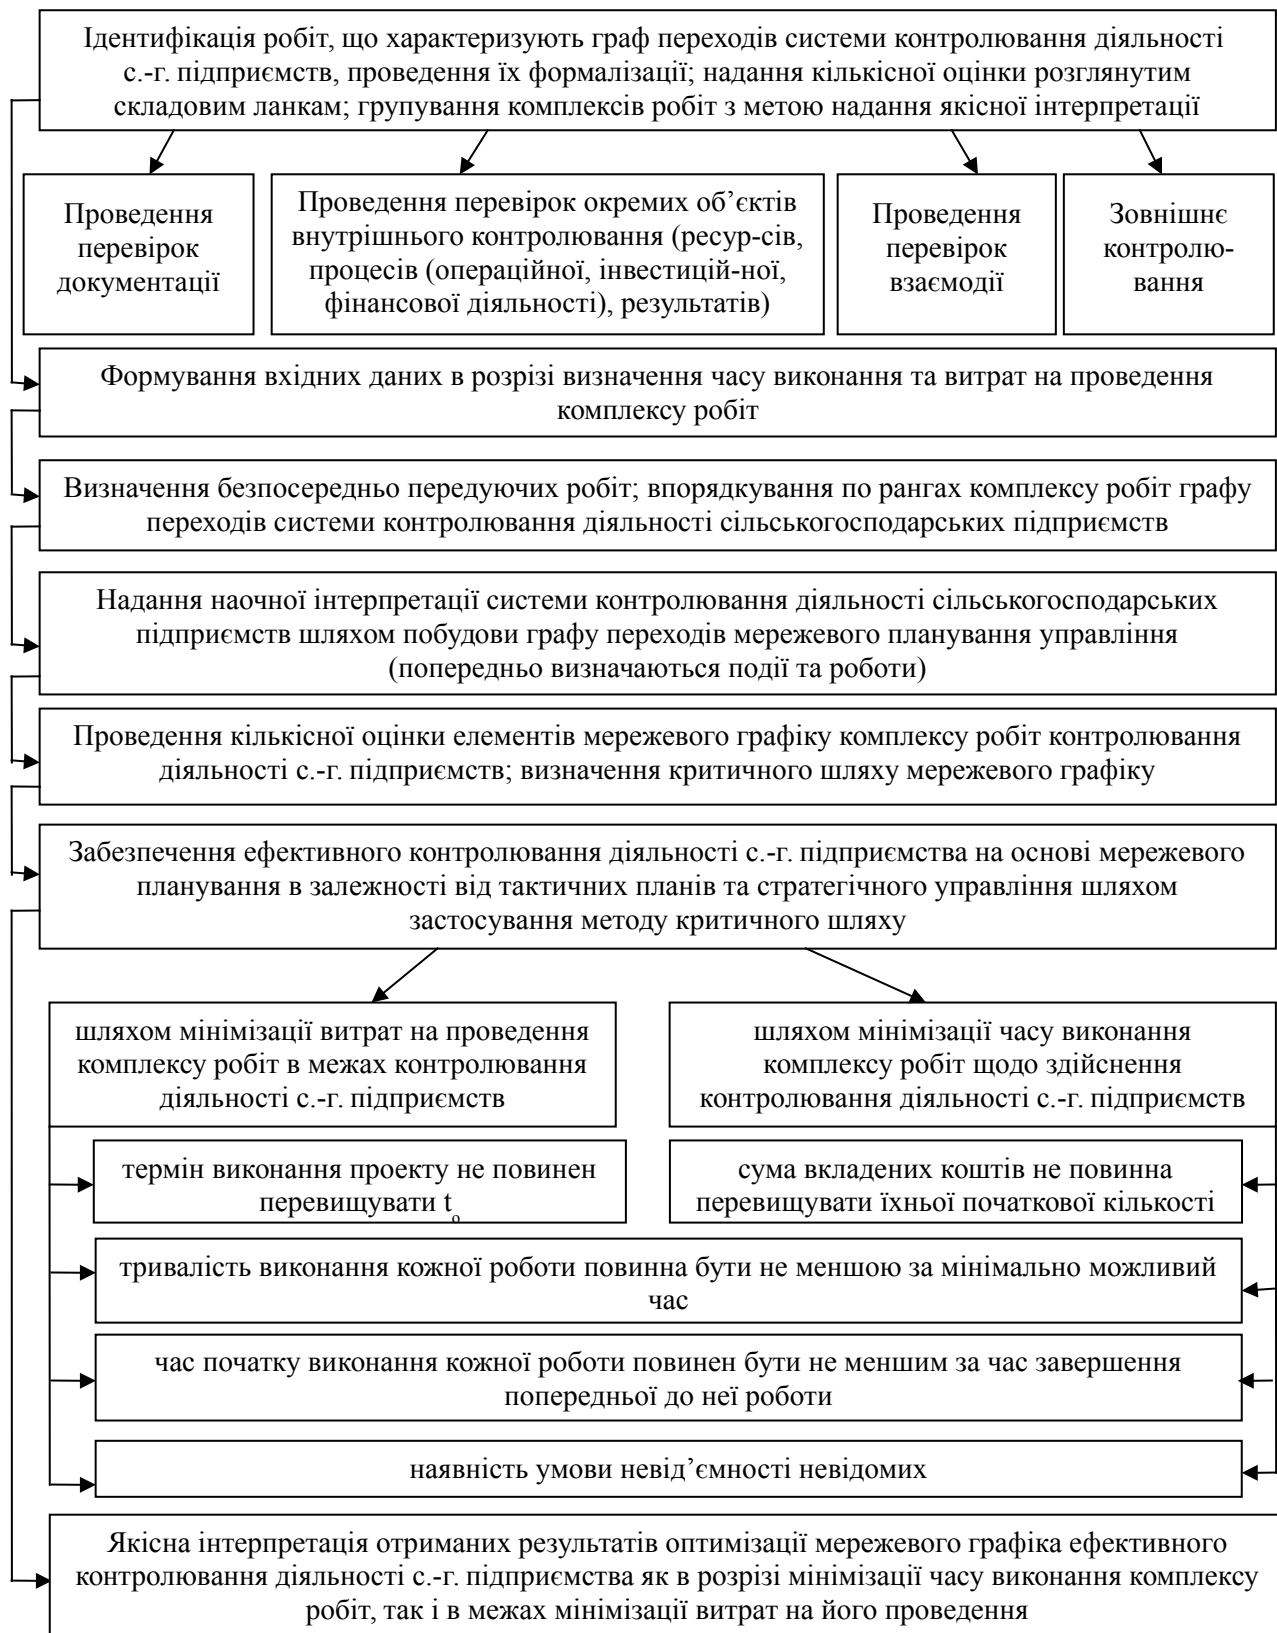 Ідентифікація робіт, що характеризують граф переходів системи контролювання діяльності
с.-г. підприємств, проведення їх формалізації; надання кількісної оцінки розглянутим
складовим ланкам; групування комплексів робіт з метою надання якісної інтерпретації
Проведення
перевірок
документації
Проведення перевірок окремих об’єктів
внутрішнього контролювання (ресур-сів,
процесів (операційної, інвестицій-ної,
фінансової діяльності), результатів)
Проведення
перевірок
взаємодії
Зовнішнє
контролю-
вання
Формування вхідних даних в розрізі визначення часу виконання та витрат на проведення
комплексу робіт
Визначення безпосередньо передуючих робіт; впорядкування по рангах комплексу робіт графу
переходів системи контролювання діяльності сільськогосподарських підприємств
Надання наочної інтерпретації системи контролювання діяльності сільськогосподарських
підприємств шляхом побудови графу переходів мережевого планування управління
(попередньо визначаються події та роботи)
Проведення кількісної оцінки елементів мережевого графіку комплексу робіт контролювання
діяльності с.-г. підприємств; визначення критичного шляху мережевого графіку
Забезпечення ефективного контролювання діяльності с.-г. підприємства на основі мережевого
планування в залежності від тактичних планів та стратегічного управління шляхом
застосування методу критичного шляху
шляхом мінімізації витрат на проведення
комплексу робіт в межах контролювання
діяльності с.-г. підприємств
шляхом мінімізації часу виконання
комплексу робіт щодо здійснення
контролювання діяльності с.-г. підприємств
термін виконання проекту не повинен
перевищувати t₀
сума вкладених коштів не повинна
перевищувати їхньої початкової кількості
тривалість виконання кожної роботи повинна бути не меншою за мінімально можливий
час
час початку виконання кожної роботи повинен бути не меншим за час завершення
попередньої до неї роботи
наявність умови невід’ємності невідомих
Якісна інтерпретація отриманих результатів оптимізації мережевого графіка ефективного
контролювання діяльності с.-г. підприємства як в розрізі мінімізації часу виконання комплексу
робіт, так і в межах мінімізації витрат на його проведення